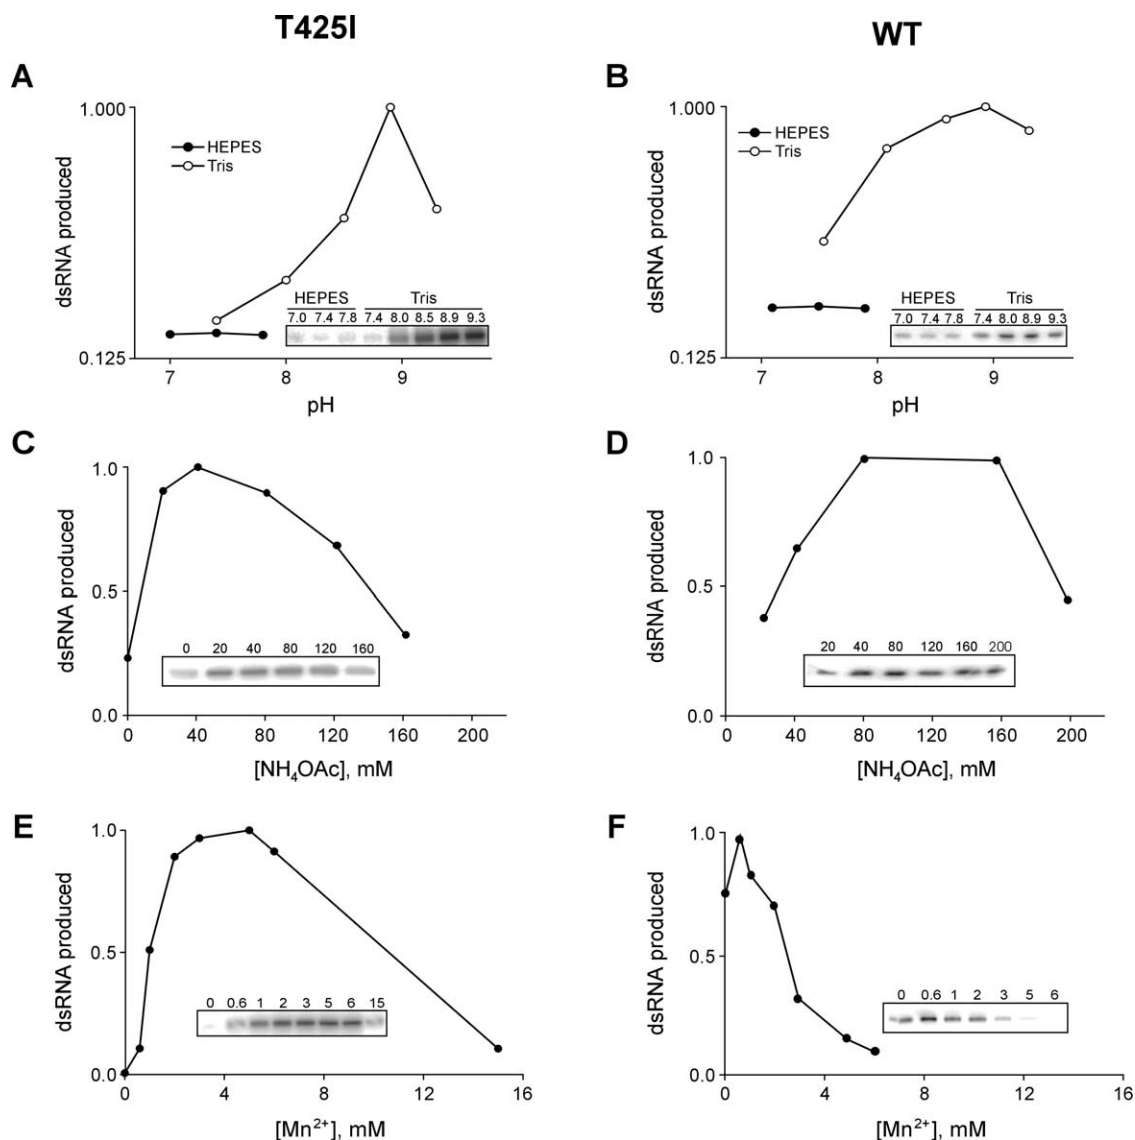 T425I
WT
A
1.000
HEPES
Tris
dsRNA produced
HEPES Tris
7.0 7.4 7.8 7.4 8.0 8.5 8.9 9.3
0.125
7 8 9
pH
B
1.000
HEPES
Tris
dsRNA produced
HEPES Tris
7.0 7.4 7.8 7.4 8.0 8.9 9.3
0.125
7 8 9
pH
C
1.0
dsRNA produced
0.5
0 20 40 80 120 160
0.0
0 40 80 120 160 200
[NH₄OAc], mM
D
1.0
dsRNA produced
0.5
20 40 80 120 160 200
0.0
0 40 80 120 160 200
[NH₄OAc], mM
E
1.0
dsRNA produced
0.5
0 0.6 1 2 3 5 6 15
0.0
0 4 8 12 16
[Mn²⁺], mM
F
1.0
dsRNA produced
0.5
0 0.6 1 2 3 5 6
0.0
0 4 8 12 16
[Mn²⁺], mM